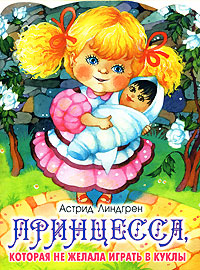 Астрид Линдгрен
ПРИНЦЕССА,
КОТОРАЯ НЕ ЖЕЛАЛА ИГРАТЬ В КУКЛЫ